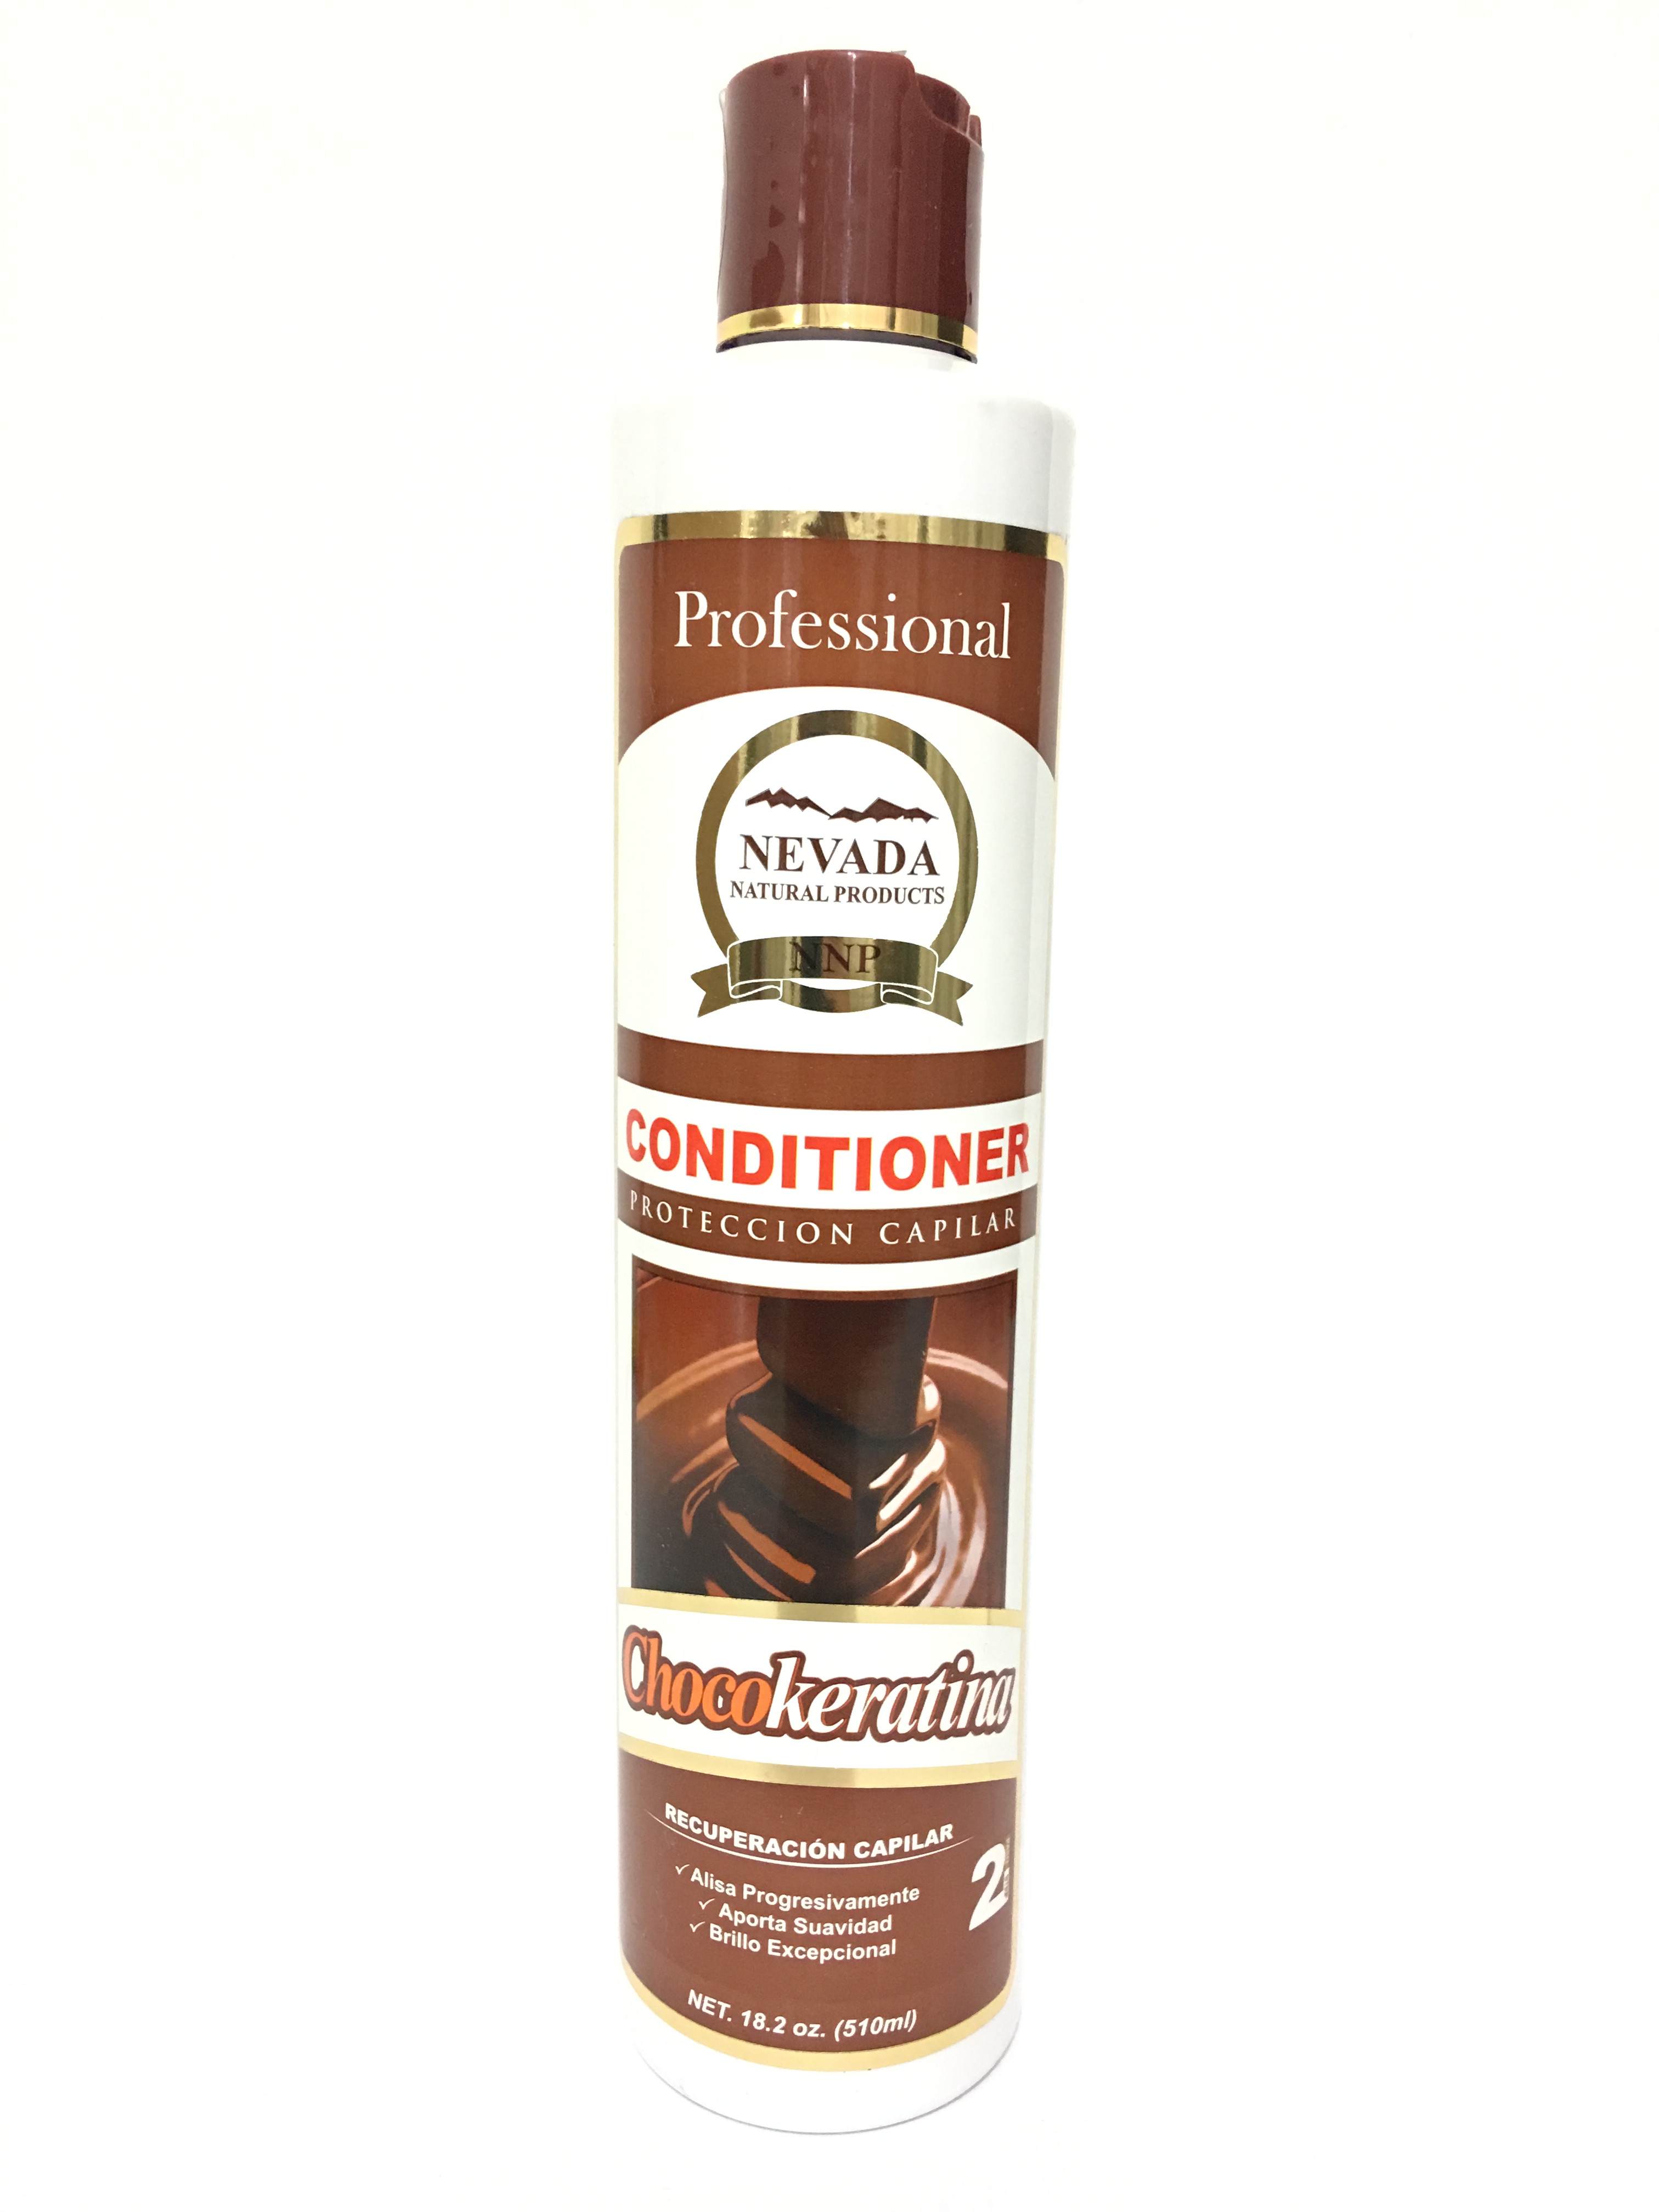 Professional
NEVADA
NATURAL PRODUCTS
NNP
CONDITIONER
PROTECCION CAPILAR
Chocokeratina
RECUPERACIÓN CAPILAR
✓ Alisa Progresivamente
✓ Aporta Suavidad
✓ Brillo Excepcional
2
NET. 18.2 oz. (510ml)